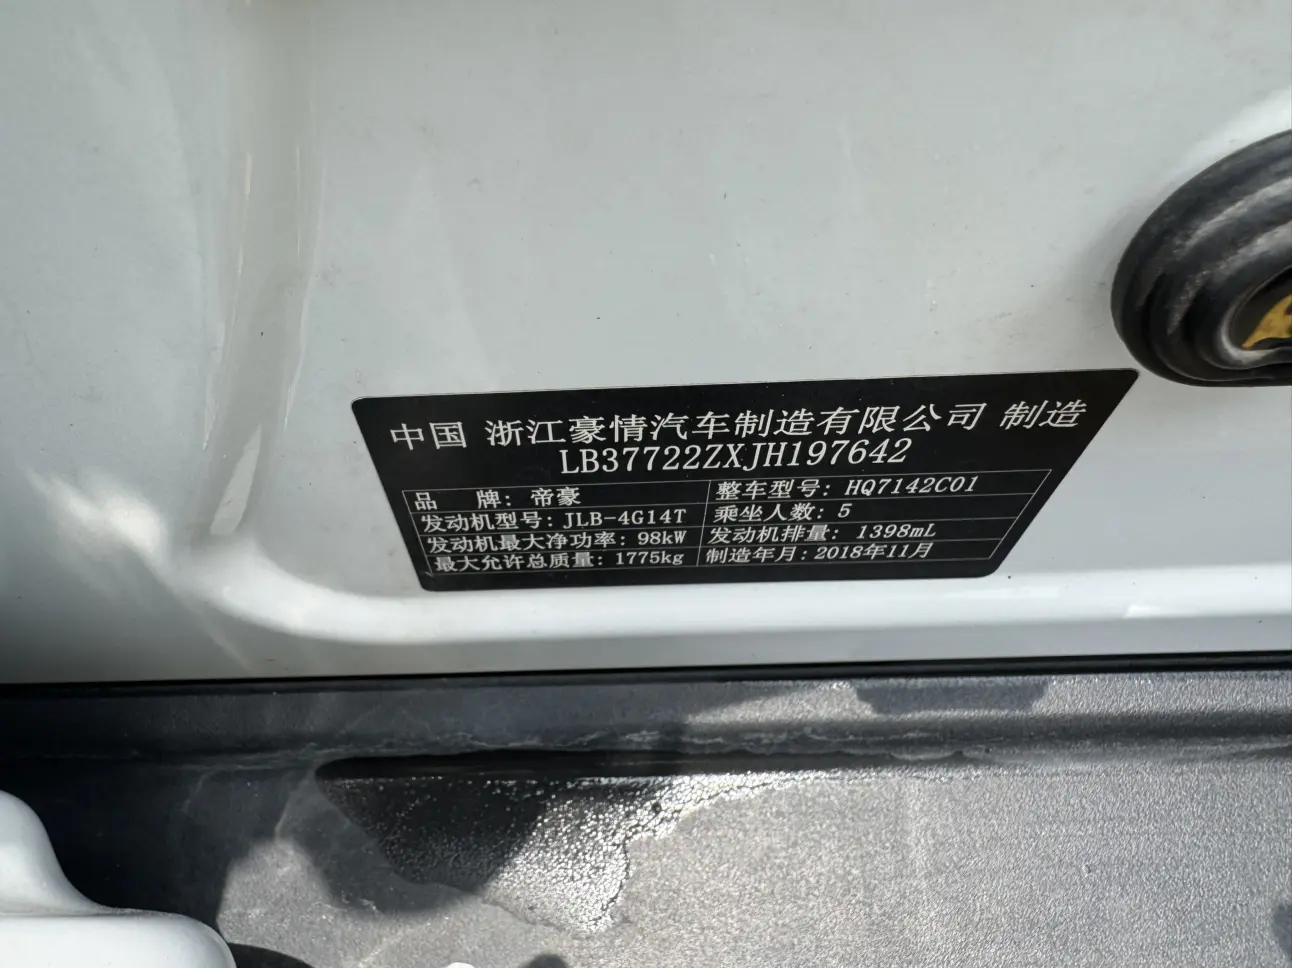 中国 浙江豪情汽车制造有限公司 制造
LB37722ZXJH197642
品 牌: 帝豪 整车型号: HQ7142C01
发动机型号: JLB-4G14T 乘坐人数: 5
发动机最大净功率: 98kW 发动机排量: 1398mL
最大允许总质量: 1775kg 制造年月: 2018年11月